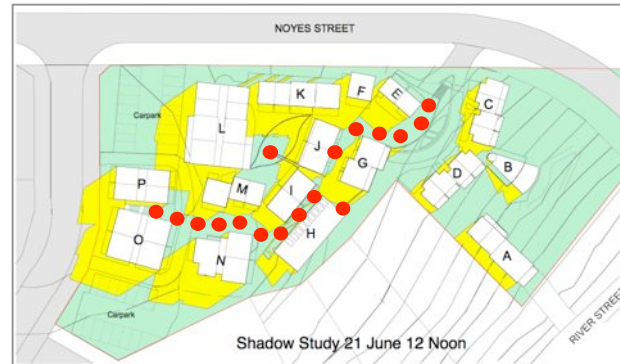 NOYES STREET
K
F
E
C
Carpark
L
J
G
B
D
P
M
I
O
N
H
A
Carpark
RIVER STREET
Shadow Study 21 June 12 Noon